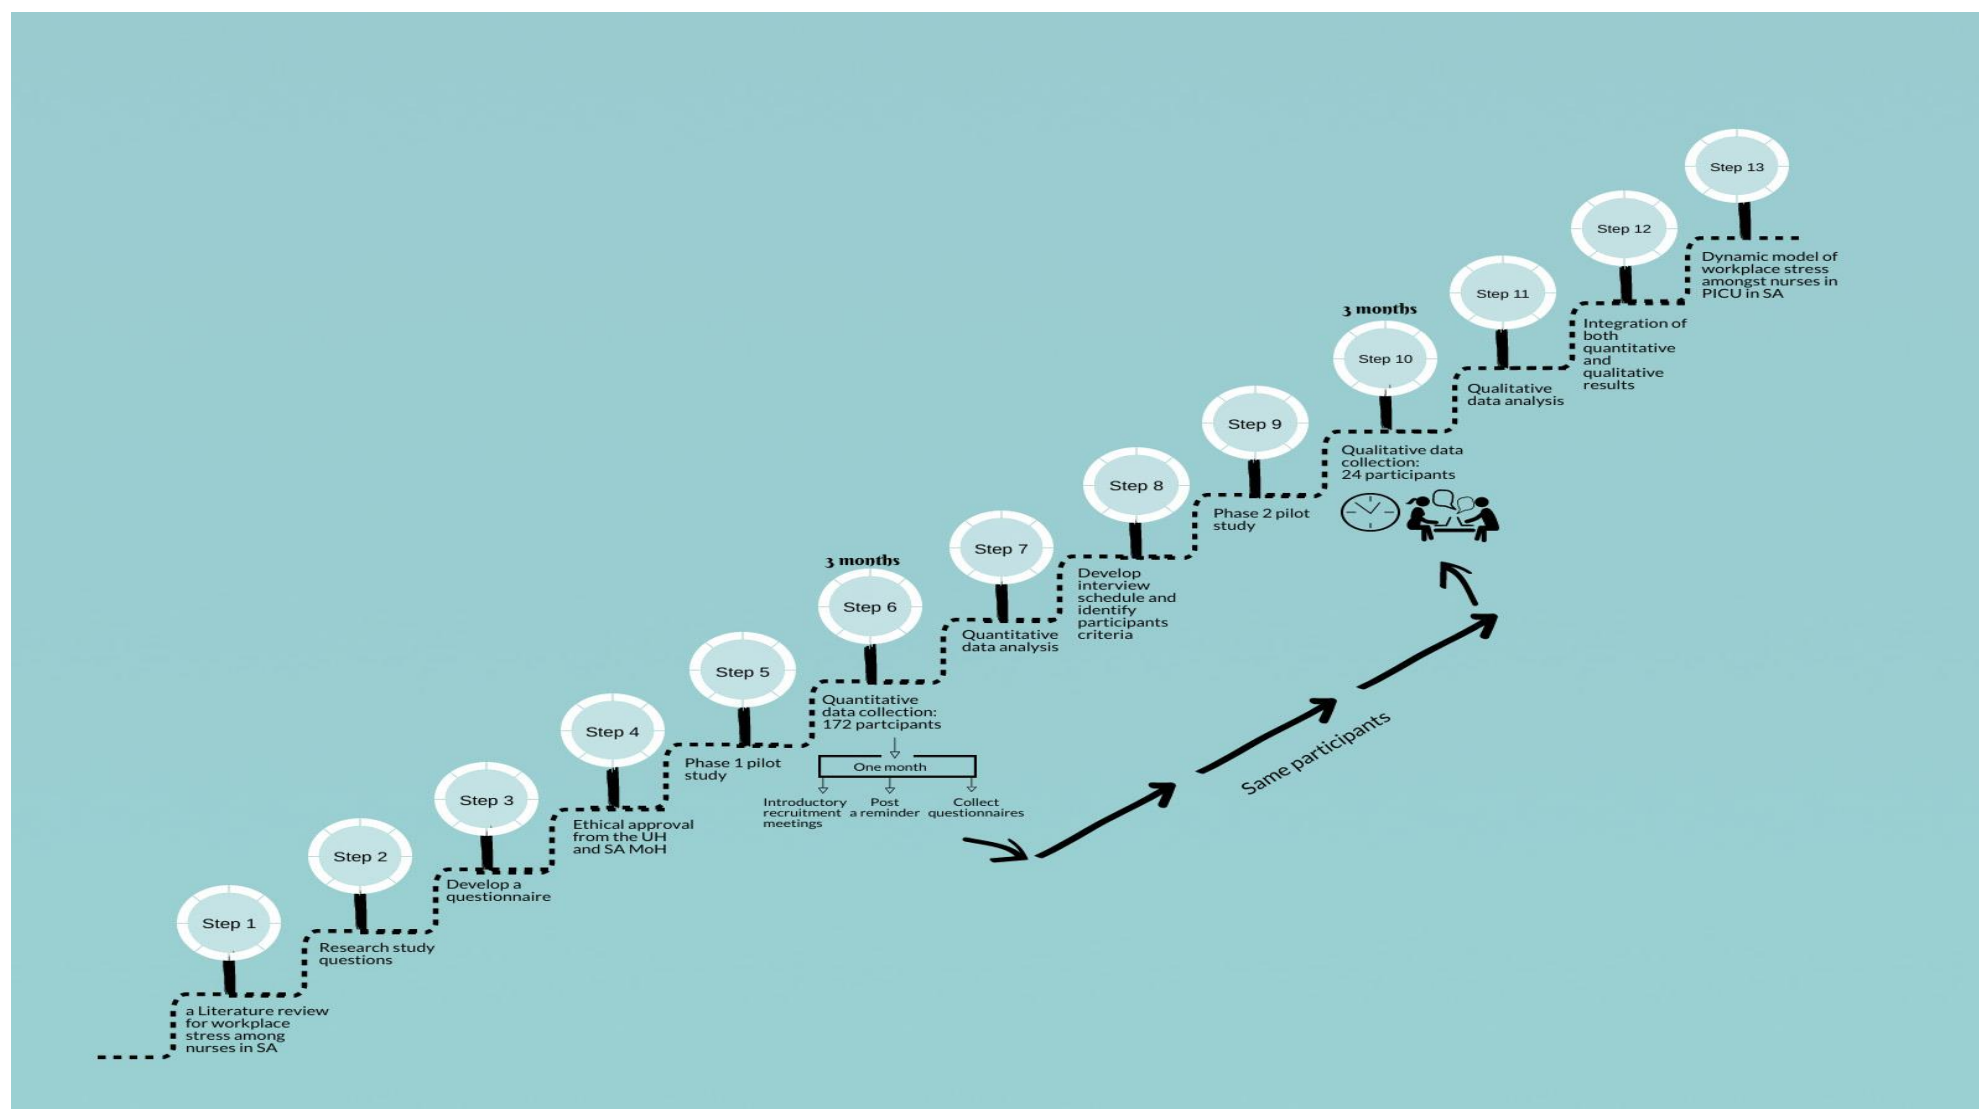 Step 1
a Literature review
for workplace
stress among
nurses in SA
Step 2
Research study
questions
Step 3
Develop a
questionnaire
Step 4
Ethical approval
from the UH
and SA MoH
Step 5
Phase 1 pilot
study
3 months
Step 6
Quantitative
data collection:
172 partcipants
One month
Introductory
recruitment
meetings
Post
a reminder
Collect
questionnaires
Step 7
Quantitative
data analysis
Step 8
Develop
interview
schedule and
identify
participants
criteria
Step 9
Phase 2 pilot
study
3 months
Step 10
Qualitative data
collection:
24 participants
Same participants
Step 11
Qualitative
data analysis
Step 12
Integration of
both
quantitative
and
qualitative
results
Step 13
Dynamic model of
workplace stress
amongst nurses in
PICU in SA